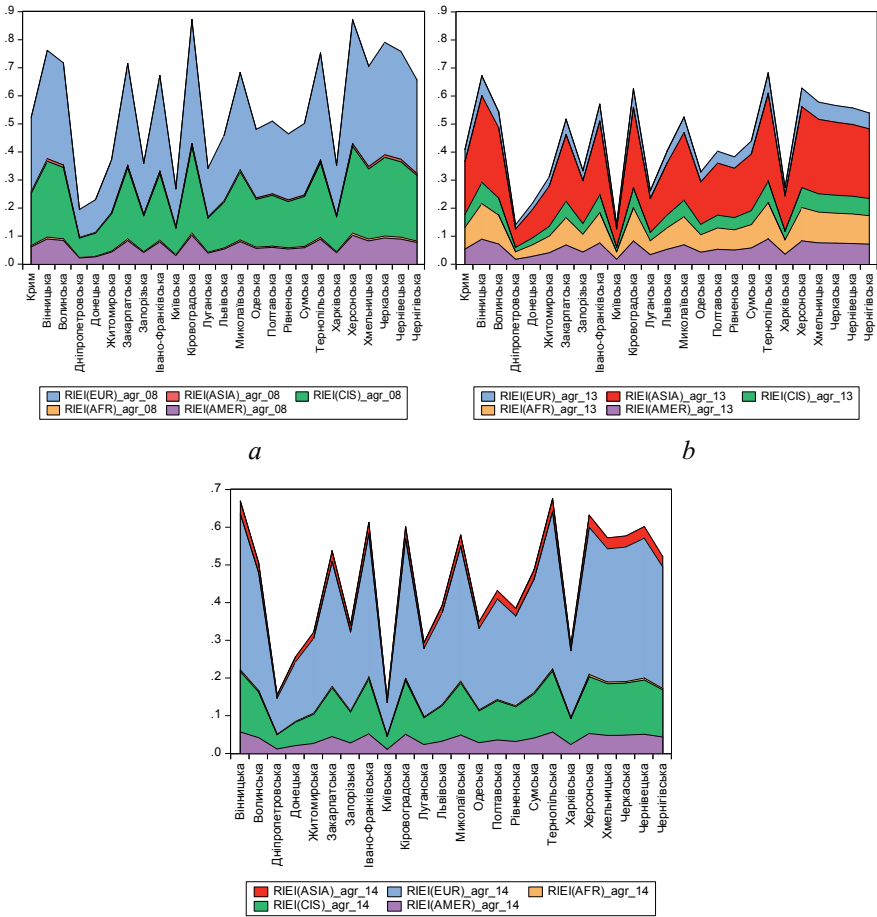 .9
.8
.7
.6
.5
.4
.3
.2
.1
.0
Крим
Вінницька
Волинська
Дніпропетровська
Донецька
Житомирська
Закарпатська
Запорізька
Івано-Франківська
Київська
Кіровоградська
Луганська
Львівська
Миколаївська
Одеська
Полтавська
Рівненська
Сумська
Тернопільська
Харківська
Херсонська
Хмельницька
Черкаська
Чернівецька
Чернігівська
RIEI(EUR)_agr_08 RIEI(ASIA)_agr_08 RIEI(CIS)_agr_08
RIEI(AFR)_agr_08 RIEI(AMER)_agr_08
a
.9
.8
.7
.6
.5
.4
.3
.2
.1
.0
Крим
Вінницька
Волинська
Дніпропетровська
Донецька
Житомирська
Закарпатська
Запорізька
Івано-Франківська
Київська
Кіровоградська
Луганська
Львівська
Миколаївська
Одеська
Полтавська
Рівненська
Сумська
Тернопільська
Харківська
Херсонська
Хмельницька
Черкаська
Чернівецька
Чернігівська
RIEI(EUR)_agr_13 RIEI(ASIA)_agr_13 RIEI(CIS)_agr_13
RIEI(AFR)_agr_13 RIEI(AMER)_agr_13
b
.7
.6
.5
.4
.3
.2
.1
.0
Вінницька
Волинська
Дніпропетровська
Донецька
Житомирська
Закарпатська
Запорізька
Івано-Франківська
Київська
Кіровоградська
Луганська
Львівська
Миколаївська
Одеська
Полтавська
Рівненська
Сумська
Тернопільська
Харківська
Херсонська
Хмельницька
Черкаська
Чернівецька
Чернігівська
RIEI(ASIA)_agr_14 RIEI(EUR)_agr_14 RIEI(AFR)_agr_14
RIEI(CIS)_agr_14 RIEI(AMER)_agr_14